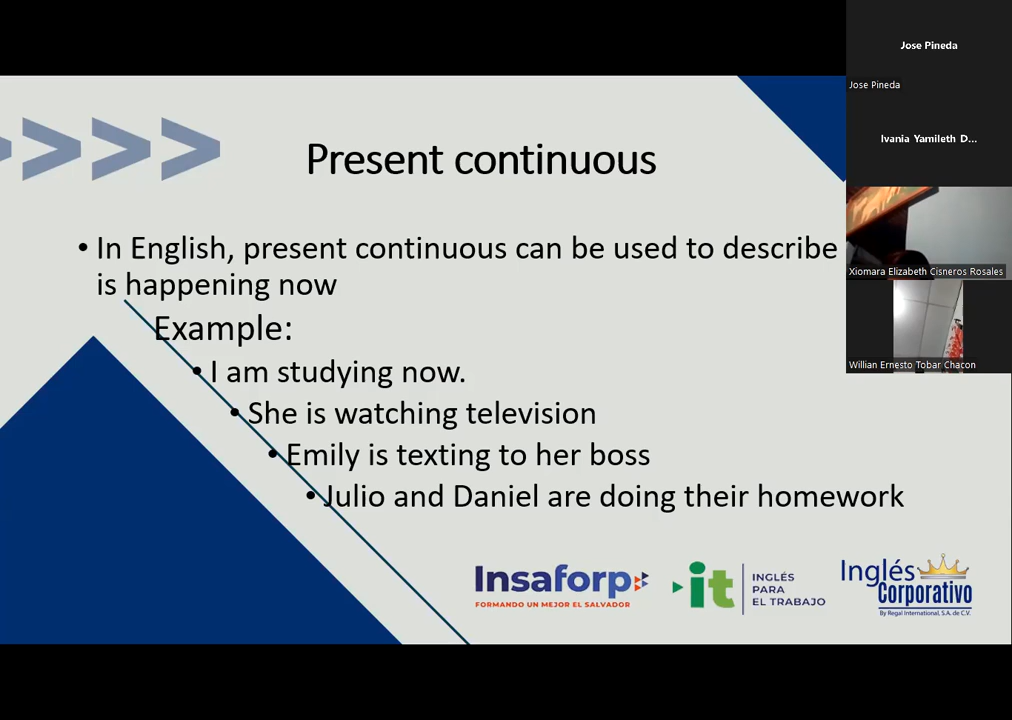 Jose Pineda
Jose Pineda
Ivania Yamileth D...
Xiomara Elizabeth Cisneros Rosales
Willian Ernesto Tobar Chacon
>>>>
Present continuous
• In English, present continuous can be used to describe
is happening now
Example:
• I am studying now.
• She is watching television
• Emily is texting to her boss
• Julio and Daniel are doing their homework
Insaforp
FORMANDO UN MEJOR EL SALVADOR
it
INGLÉS
PARA
EL TRABAJO
Inglés
Corporativo
By Regal International, S.A. de C.V.